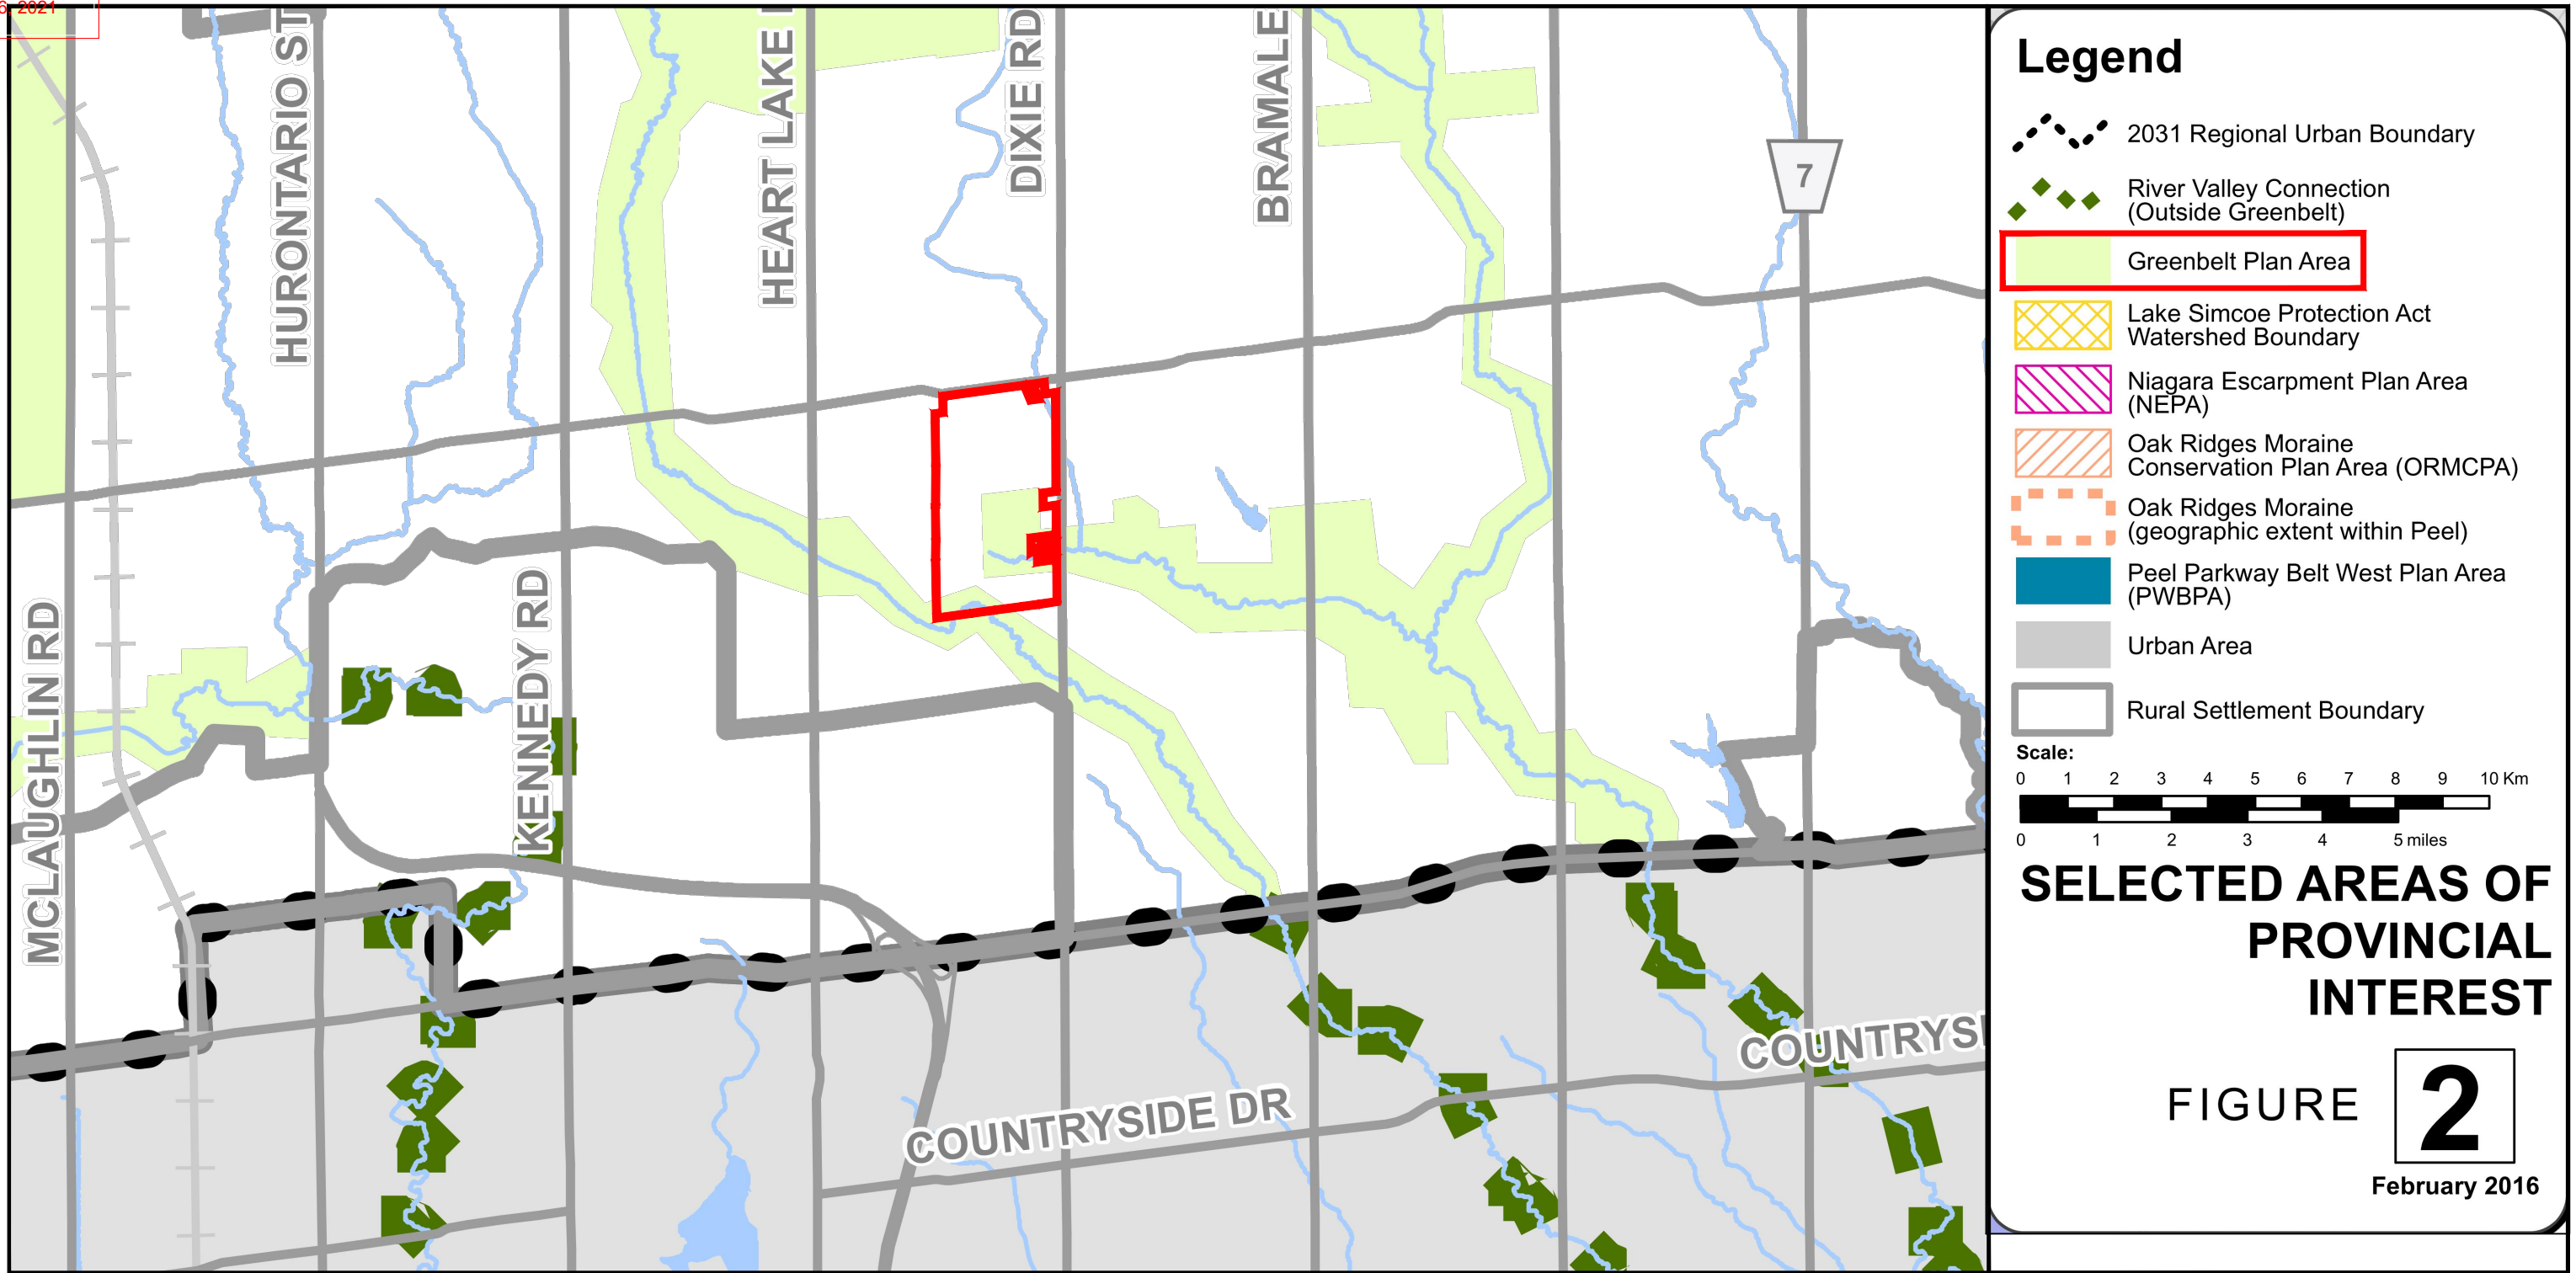 6, 2021
HURONTARIO ST
HEART LAKE
DIXIE RD
BRAMALE
7
MCLAUGHLIN RD
KENNEDY RD
COUNTRYSIDE DR
COUNTRYSI
Legend
2031 Regional Urban Boundary
River Valley Connection
(Outside Greenbelt)
Greenbelt Plan Area
Lake Simcoe Protection Act
Watershed Boundary
Niagara Escarpment Plan Area
(NEPA)
Oak Ridges Moraine
Conservation Plan Area (ORMCPA)
Oak Ridges Moraine
(geographic extent within Peel)
Peel Parkway Belt West Plan Area
(PWBPA)
Urban Area
Rural Settlement Boundary
Scale:
0 1 2 3 4 5 6 7 8 9 10 Km
0 1 2 3 4 5 miles
SELECTED AREAS OF
PROVINCIAL
INTEREST
FIGURE 2
February 2016